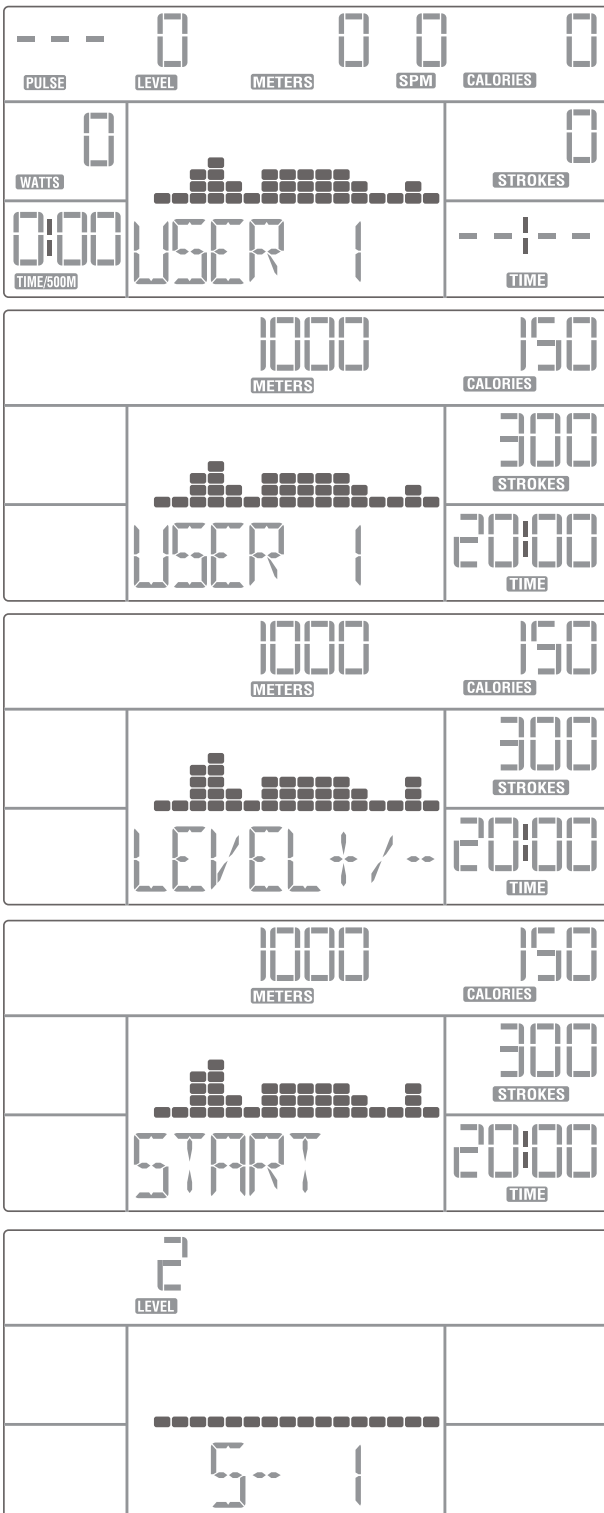 - - - 0 0 0 0
PULSE LEVEL METERS SPM CALORIES
0 0
WATTS STROKES
0:00 USER 1 --:--
TIME/500M TIME
1000 150
METERS CALORIES
300
STROKES
USER 1 20:00
TIME
1000 150
METERS CALORIES
300
STROKES
LEVEL+/- 20:00
TIME
1000 150
METERS CALORIES
300
STROKES
START 20:00
TIME
2
LEVEL
S- 1